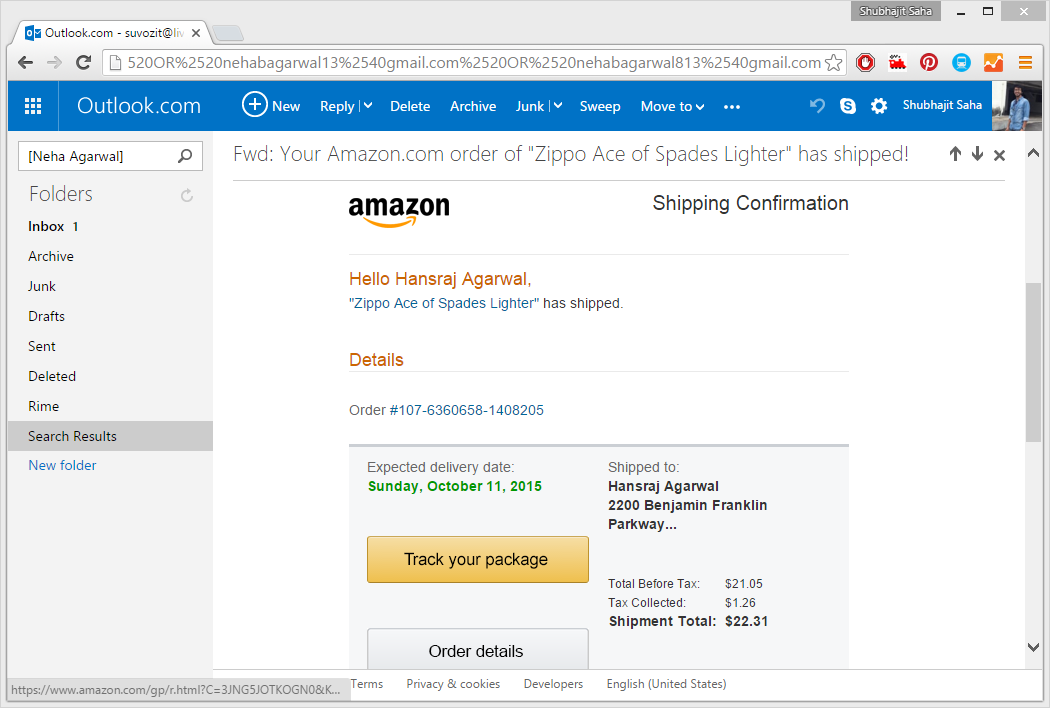 Shubhajit Saha
Outlook.com - suvozit@liv
520OR%2520nehabagarwal13%2540gmail.com%2520OR%2520nehabagarwal813%2540gmail.com
Outlook.com
New Reply Delete Archive Junk Sweep Move to ••• Shubhajit Saha
[Neha Agarwal]
Folders
Inbox 1
Archive
Junk
Drafts
Sent
Deleted
Rime
Search Results
New folder
Fwd: Your Amazon.com order of "Zippo Ace of Spades Lighter" has shipped!
amazon
Shipping Confirmation
Hello Hansraj Agarwal,
"Zippo Ace of Spades Lighter" has shipped.
Details
Order #107-6360658-1408205
Expected delivery date:
Sunday, October 11, 2015
Track your package
Order details
Shipped to:
Hansraj Agarwal
2200 Benjamin Franklin
Parkway...
Total Before Tax: $21.05
Tax Collected: $1.26
Shipment Total: $22.31
https://www.amazon.com/gp/r.html?C=3JNG5JOTKOGN0&K...
Terms Privacy & cookies Developers English (United States)